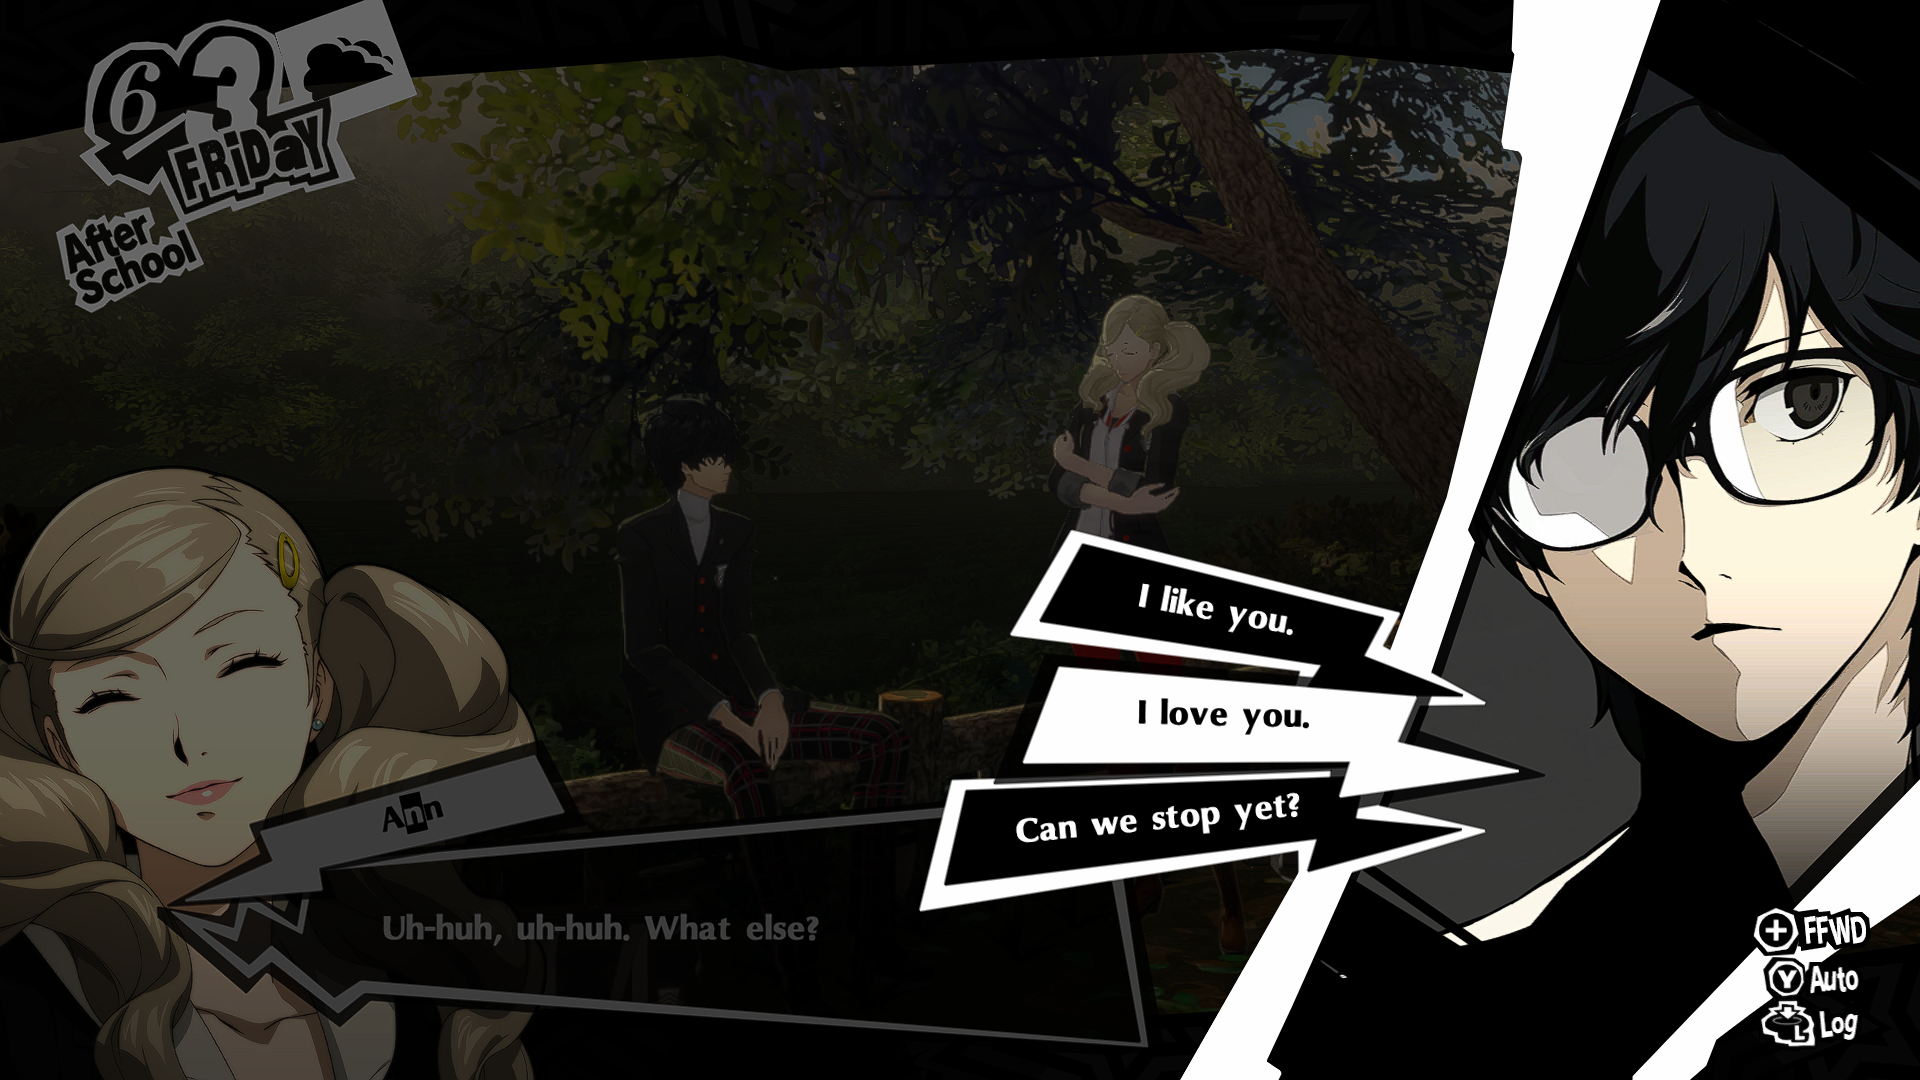 6 3
FRiDaY
After
School
I like you.
I love you.
Can we stop yet?
Ann
Uh-huh, uh-huh. What else?
+ FFWD
Y Auto
L Log